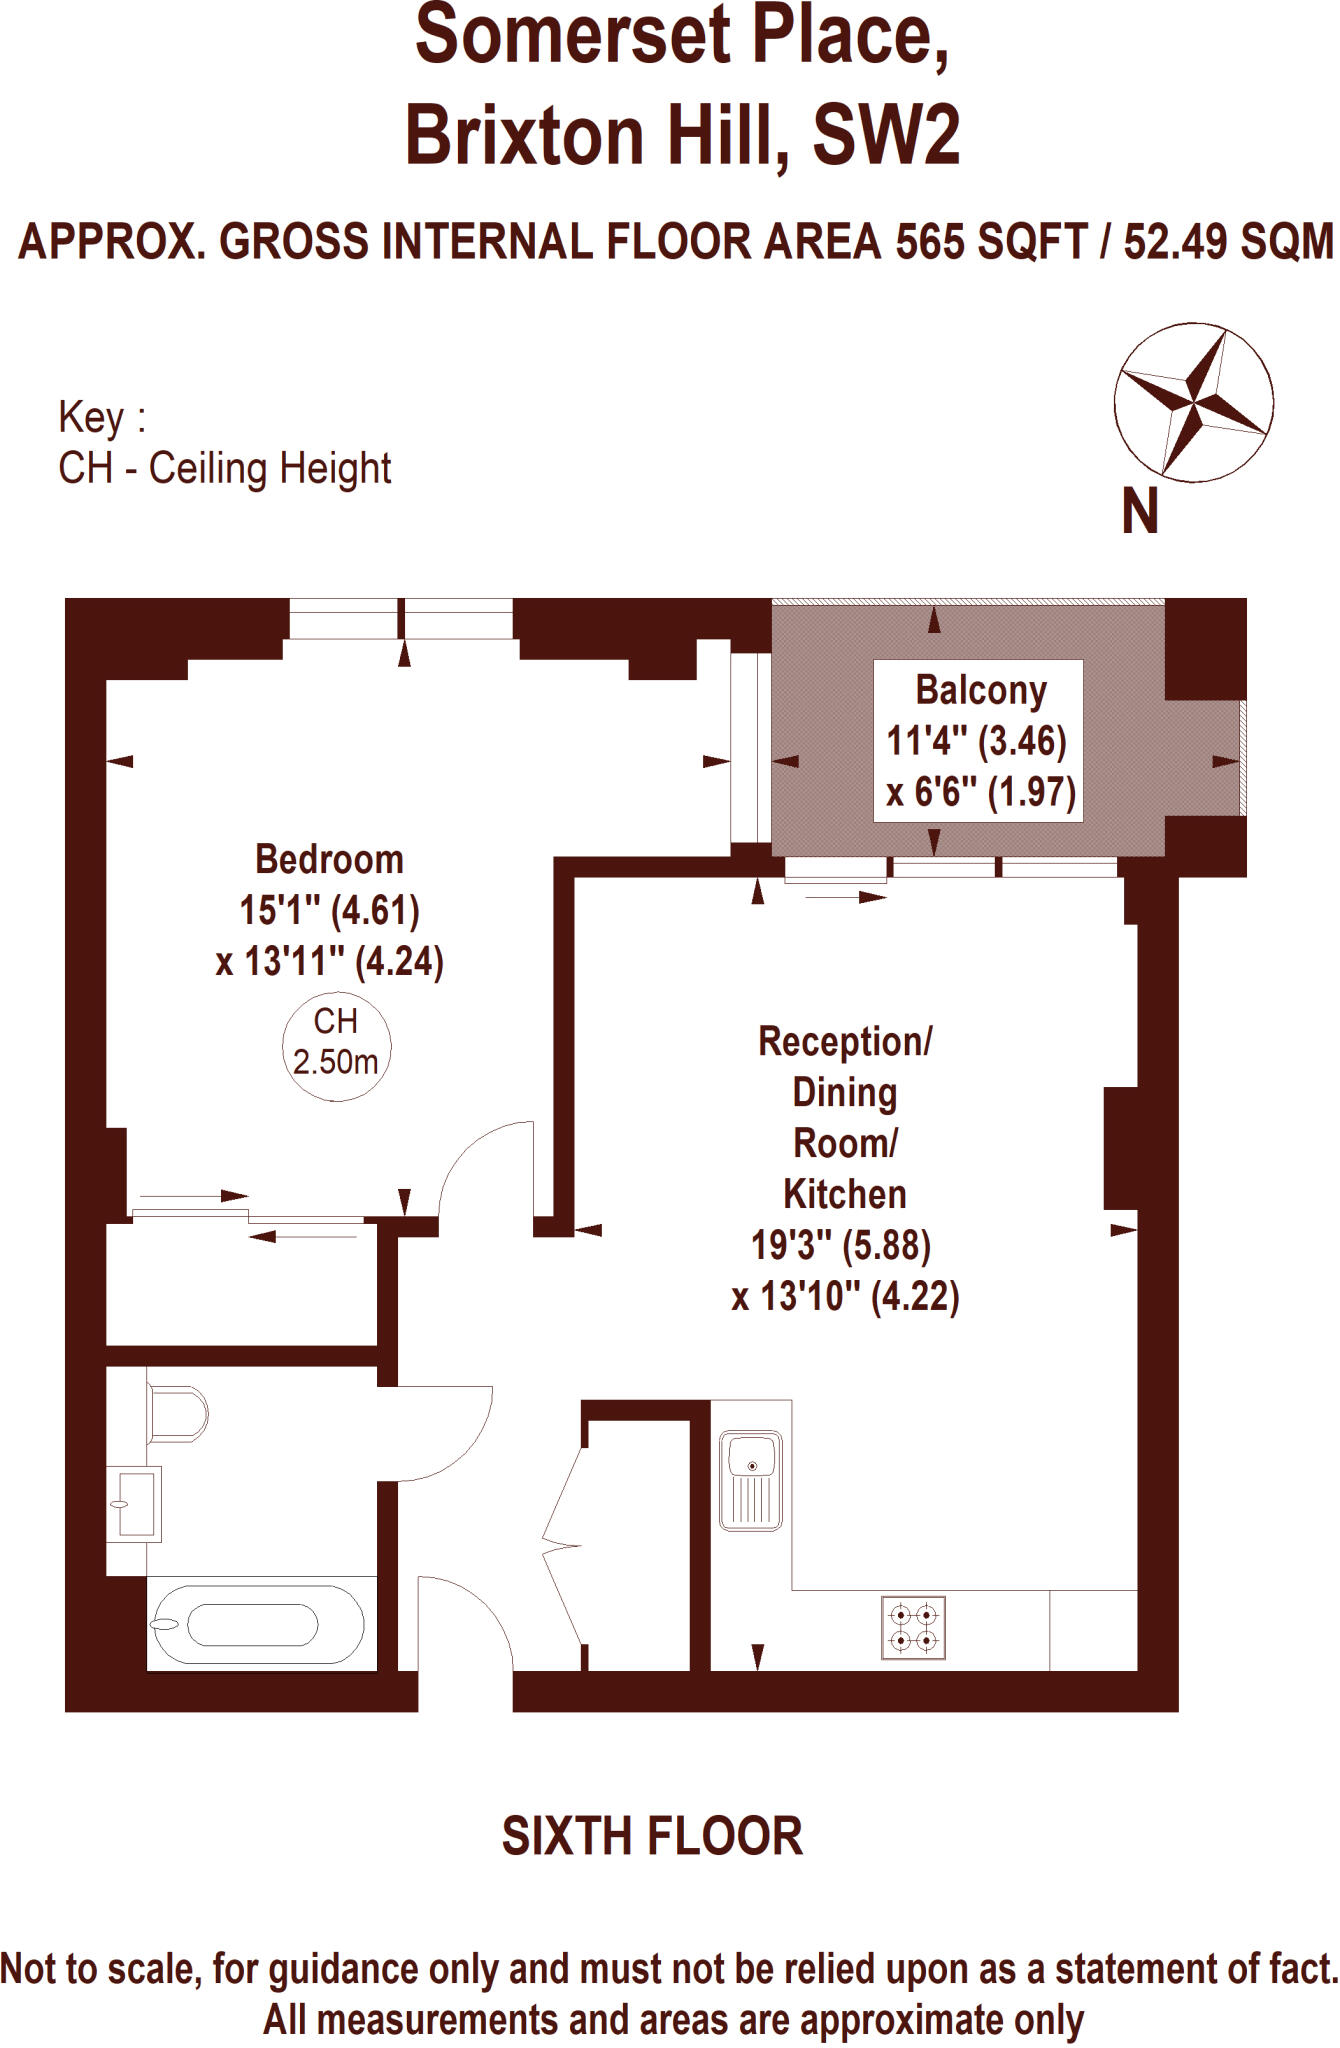 Somerset Place,
Brixton Hill, SW2
APPROX. GROSS INTERNAL FLOOR AREA 565 SQFT / 52.49 SQM
Key :
CH - Ceiling Height
N
Balcony
11'4" (3.46)
x 6'6" (1.97)
Bedroom
15'1" (4.61)
x 13'11" (4.24)
CH
2.50m
Reception/
Dining
Room/
Kitchen
19'3" (5.88)
x 13'10" (4.22)
SIXTH FLOOR
Not to scale, for guidance only and must not be relied upon as a statement of fact.
All measurements and areas are approximate only